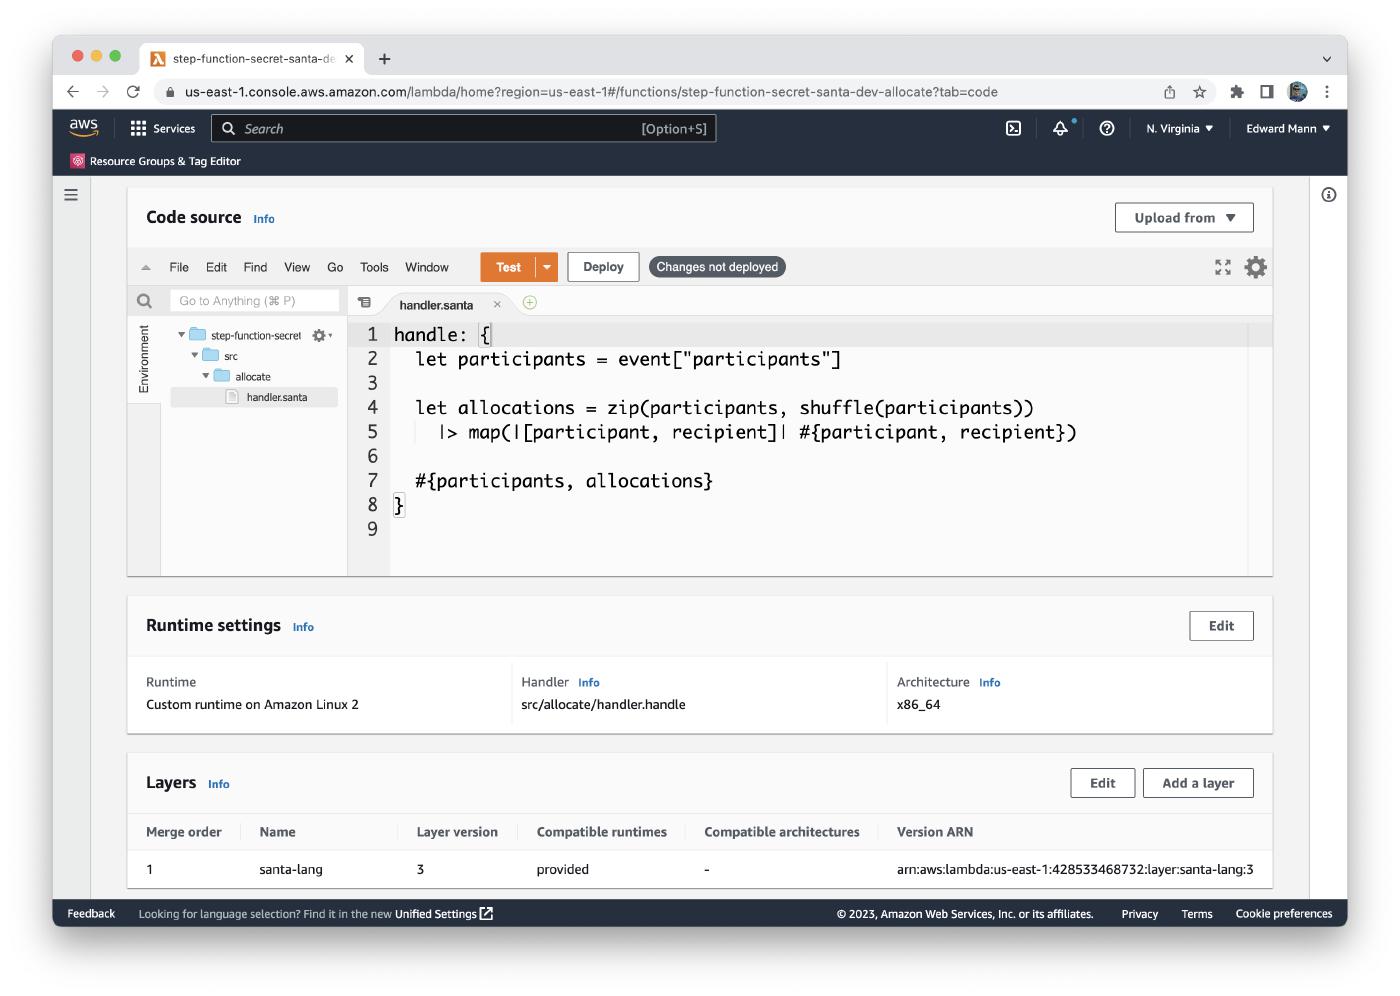 step-function-secret-santa-de
us-east-1.console.aws.amazon.com/lambda/home?region=us-east-1#/functions/step-function-secret-santa-dev-allocate?tab=code
aws
Services
Search
[Option+S]
N. Virginia
Edward Mann
Resource Groups & Tag Editor
Code source Info
Upload from
File Edit Find View Go Tools Window
Test
Deploy
Changes not deployed
Go to Anything (⌘ P)
handler.santa
Environment
step-function-secret
src
allocate
handler.santa
1 handle: {
2   let participants = event["participants"]
3
4   let allocations = zip(participants, shuffle(participants))
5     |> map(|[participant, recipient]| #{participant, recipient})
6
7   #{participants, allocations}
8 }
9
Runtime settings Info
Edit
Runtime Handler Info Architecture Info
Custom runtime on Amazon Linux 2 src/allocate/handler.handle x86_64
Layers Info
Edit Add a layer
Merge order Name Layer version Compatible runtimes Compatible architectures Version ARN
1 santa-lang 3 provided - arn:aws:lambda:us-east-1:428533468732:layer:santa-lang:3
Feedback Looking for language selection? Find it in the new Unified Settings © 2023, Amazon Web Services, Inc. or its affiliates. Privacy Terms Cookie preferences